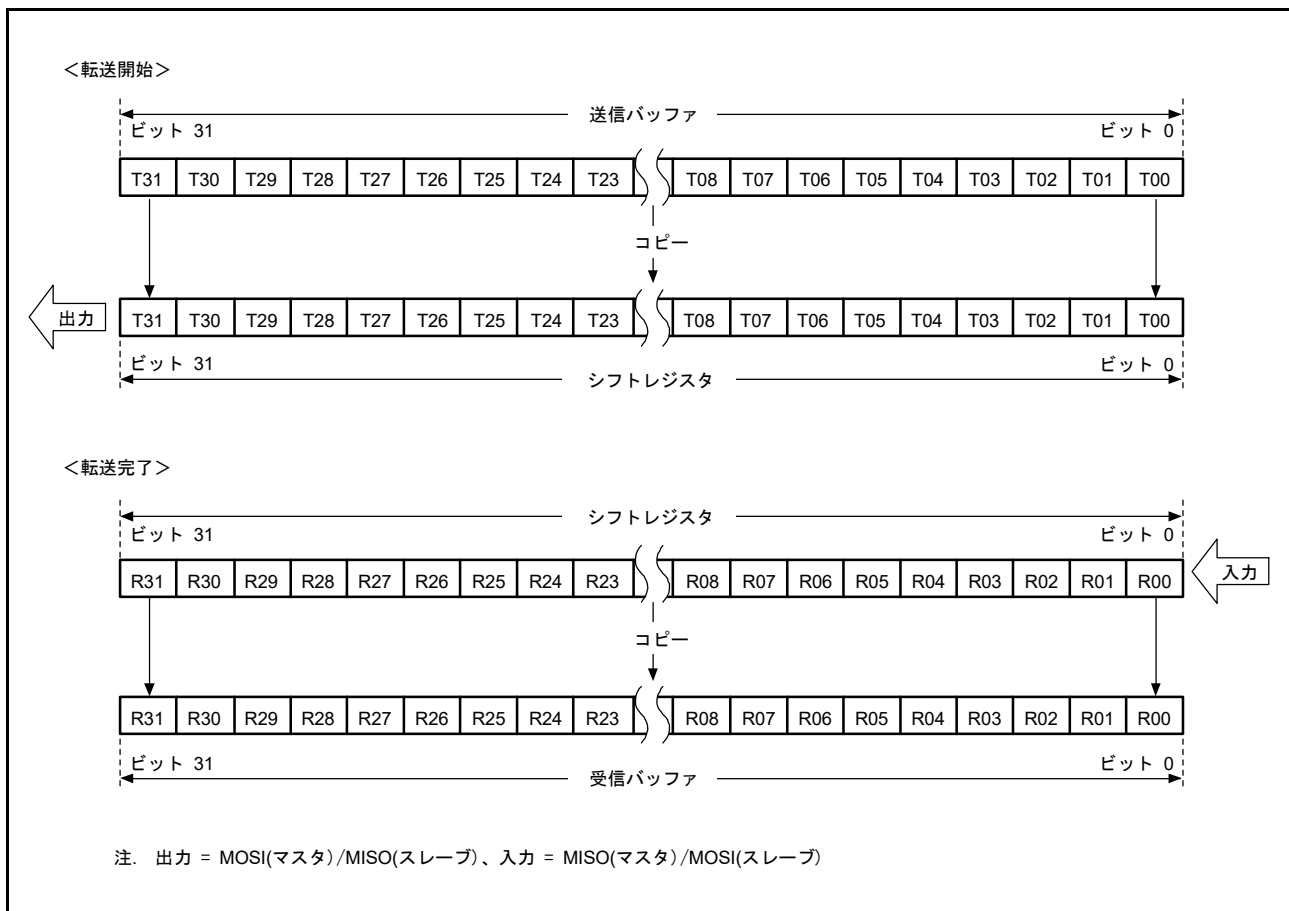 ＜転送開始＞
送信バッファ
ビット 31 ビット 0
T31 T30 T29 T28 T27 T26 T25 T24 T23 T08 T07 T06 T05 T04 T03 T02 T01 T00
コピー
出力 T31 T30 T29 T28 T27 T26 T25 T24 T23 T08 T07 T06 T05 T04 T03 T02 T01 T00
ビット 31 ビット 0
シフトレジスタ
＜転送完了＞
シフトレジスタ
ビット 31 ビット 0
R31 R30 R29 R28 R27 R26 R25 R24 R23 R08 R07 R06 R05 R04 R03 R02 R01 R00 入力
コピー
R31 R30 R29 R28 R27 R26 R25 R24 R23 R08 R07 R06 R05 R04 R03 R02 R01 R00
ビット 31 ビット 0
受信バッファ
注. 出力 = MOSI(マスタ)/MISO(スレーブ)、入力 = MISO(マスタ)/MOSI(スレーブ)